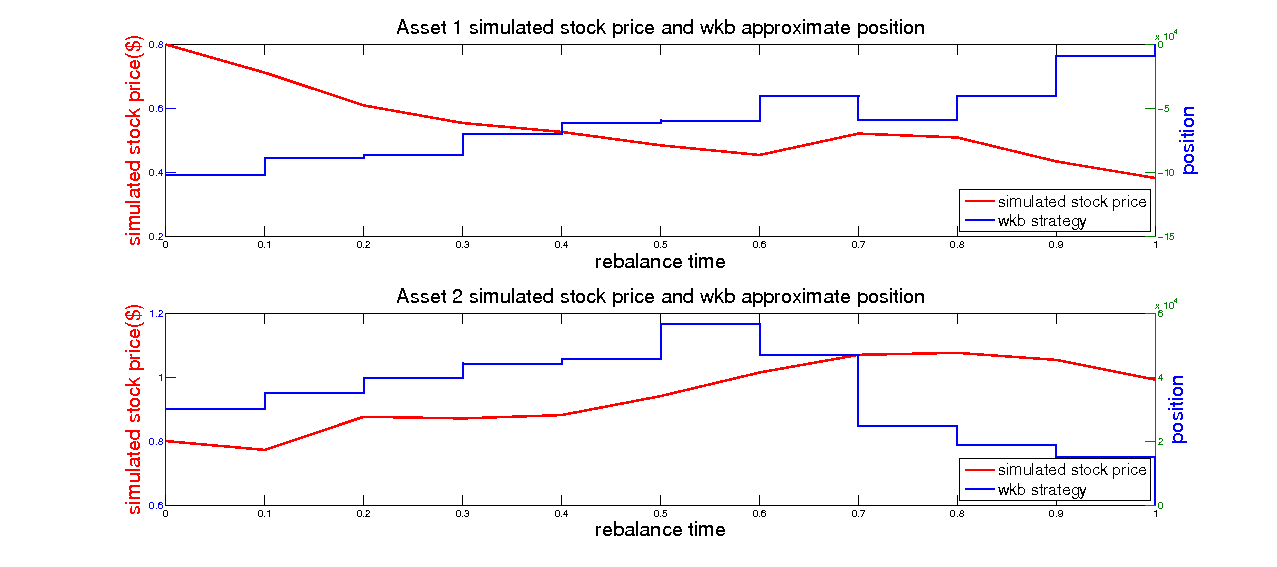 Asset 1 simulated stock price and wkb approximate position
x 10^4
simulated stock price($)
0.8
0.6
0.4
0.2
0
-5
-10
-15
position
simulated stock price
wkb strategy
0 0.1 0.2 0.3 0.4 0.5 0.6 0.7 0.8 0.9 1
rebalance time
Asset 2 simulated stock price and wkb approximate position
x 10^4
simulated stock price($)
1.2
1
0.8
0.6
6
4
2
0
position
simulated stock price
wkb strategy
0 0.1 0.2 0.3 0.4 0.5 0.6 0.7 0.8 0.9 1
rebalance time